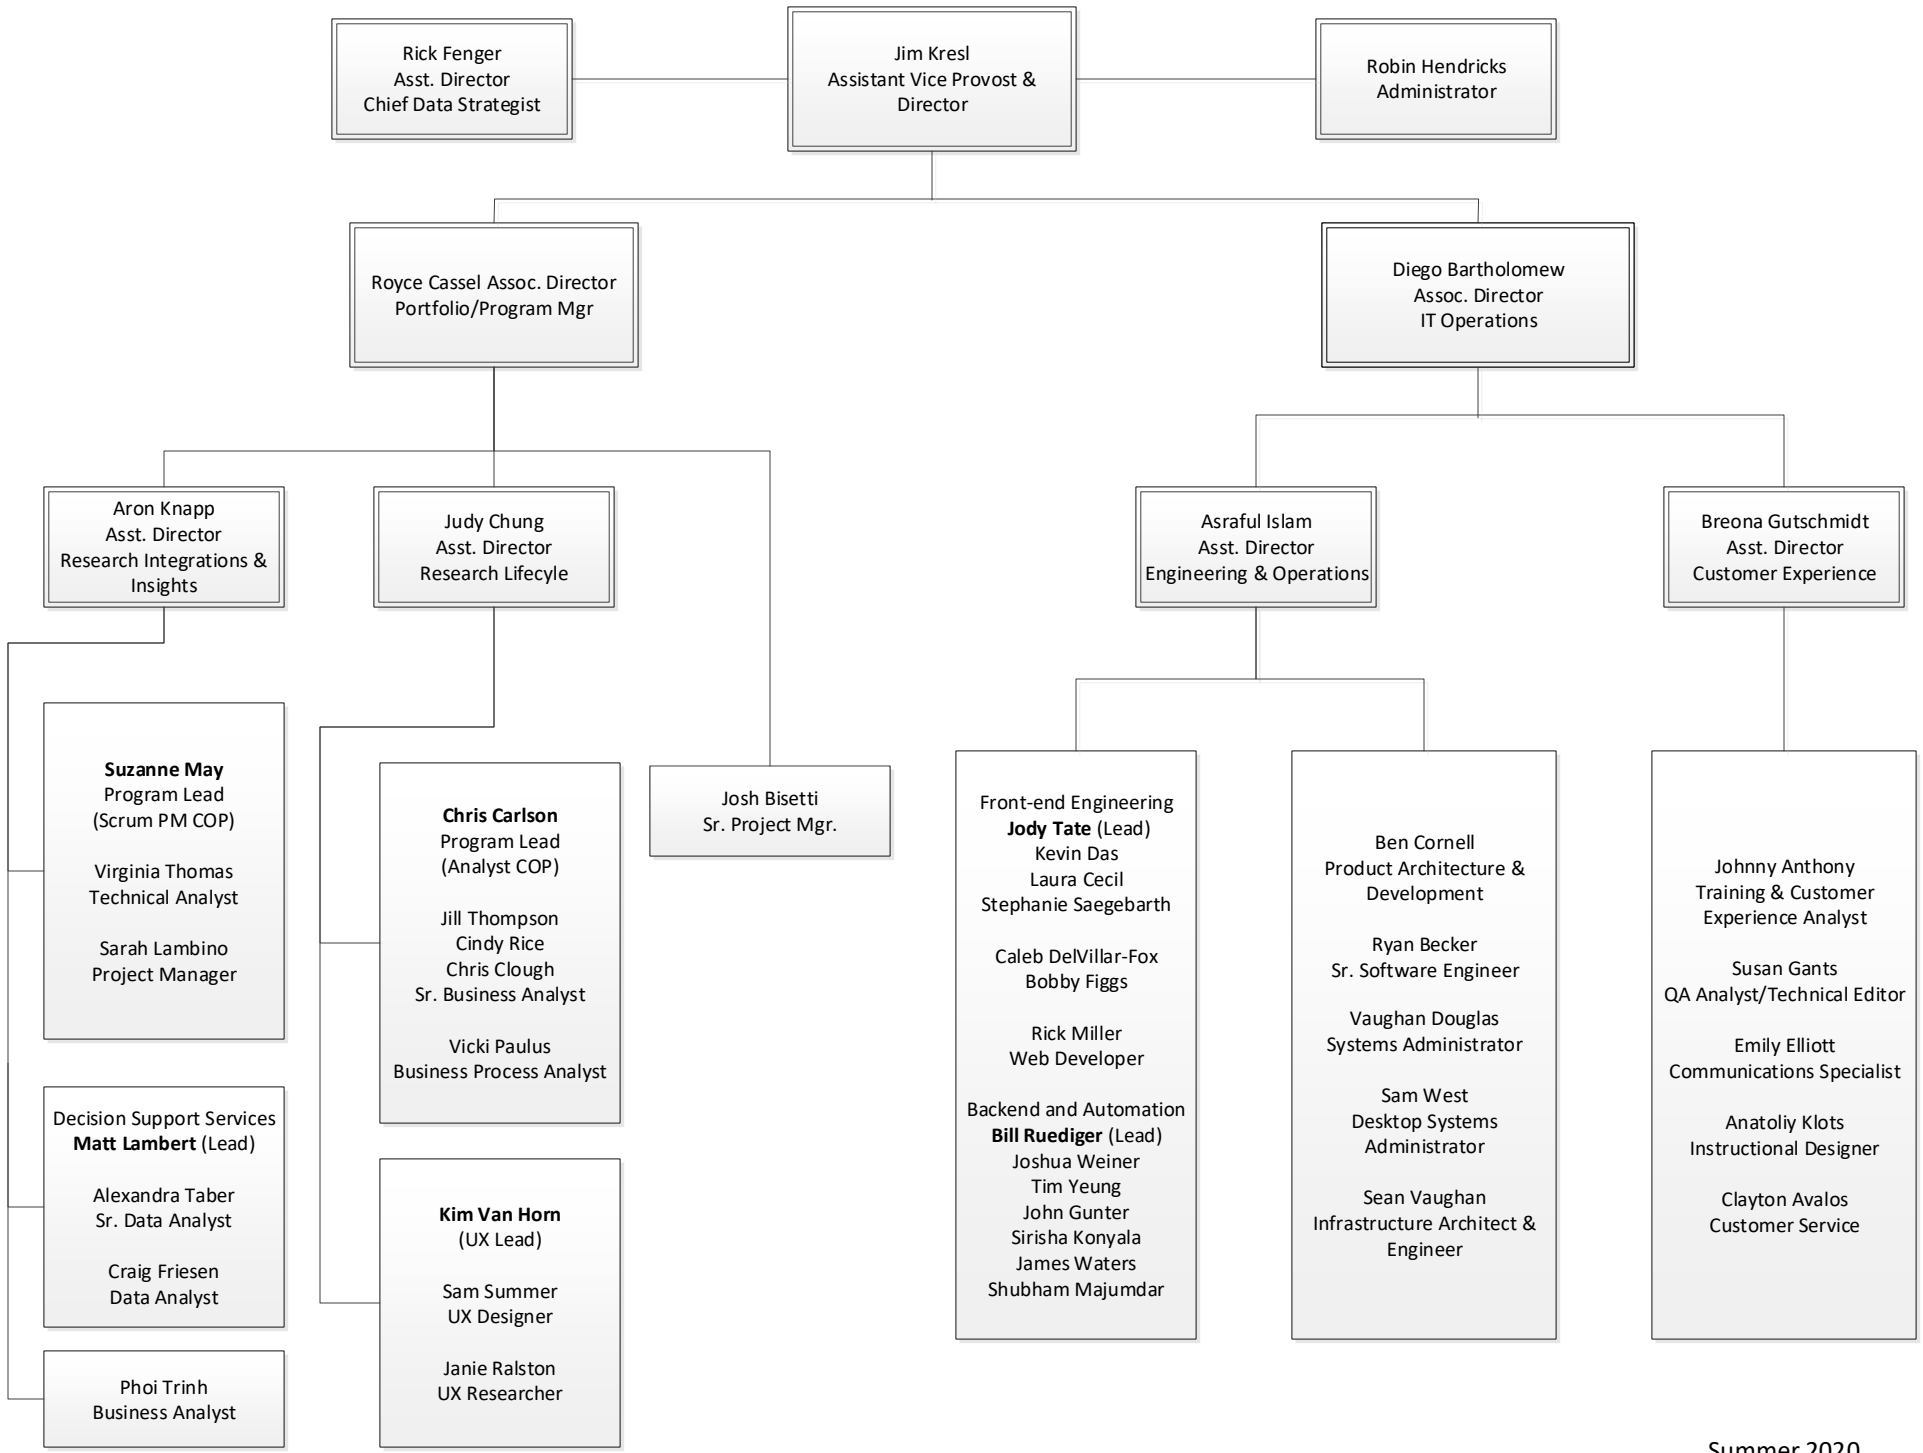 Rick Fenger
Asst. Director
Chief Data Strategist
Jim Kresl
Assistant Vice Provost &
Director
Robin Hendricks
Administrator
Royce Cassel Assoc. Director
Portfolio/Program Mgr
Diego Bartholomew
Assoc. Director
IT Operations
Aron Knapp
Asst. Director
Research Integrations &
Insights
Judy Chung
Asst. Director
Research Lifecyle
Asraful Islam
Asst. Director
Engineering & Operations
Breona Gutschmidt
Asst. Director
Customer Experience
Suzanne May
Program Lead
(Scrum PM COP)
Virginia Thomas
Technical Analyst
Sarah Lambino
Project Manager
Decision Support Services
Matt Lambert (Lead)
Alexandra Taber
Sr. Data Analyst
Craig Friesen
Data Analyst
Phoi Trinh
Business Analyst
Chris Carlson
Program Lead
(Analyst COP)
Jill Thompson
Cindy Rice
Chris Clough
Sr. Business Analyst
Vicki Paulus
Business Process Analyst
Kim Van Horn
(UX Lead)
Sam Summer
UX Designer
Janie Ralston
UX Researcher
Josh Bisetti
Sr. Project Mgr.
Front-end Engineering
Jody Tate (Lead)
Kevin Das
Laura Cecil
Stephanie Saegebarth
Caleb DelVillar-Fox
Bobby Figgs
Rick Miller
Web Developer
Backend and Automation
Bill Ruediger (Lead)
Joshua Weiner
Tim Yeung
John Gunter
Sirisha Konyala
James Waters
Shubham Majumdar
Ben Cornell
Product Architecture &
Development
Ryan Becker
Sr. Software Engineer
Vaughan Douglas
Systems Administrator
Sam West
Desktop Systems
Administrator
Sean Vaughan
Infrastructure Architect &
Engineer
Johnny Anthony
Training & Customer
Experience Analyst
Susan Gants
QA Analyst/Technical Editor
Emily Elliott
Communications Specialist
Anatoliy Klots
Instructional Designer
Clayton Avalos
Customer Service
Summer 2020